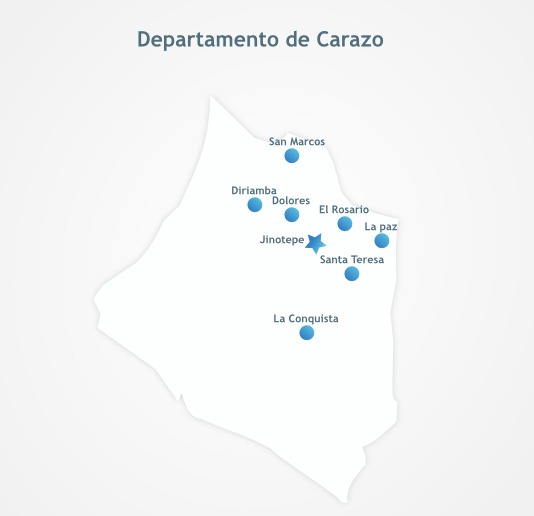 Departamento de Carazo
San Marcos
Diriamba
Dolores
El Rosario
La paz
Jinotepe
Santa Teresa
La Conquista